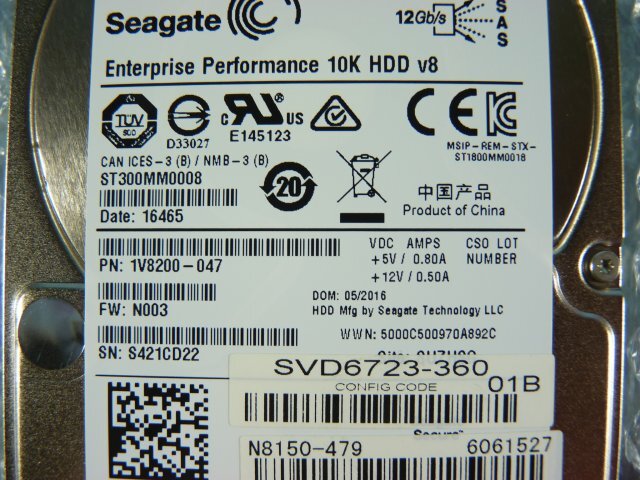 Seagate
12Gb/s SAS
Enterprise Performance 10K HDD v8
TUV
SUD
D33027
c RU US
E145123
CE
MSIP-REM-STX-
ST1800MM0018
CAN ICES-3 (B) / NMB-3 (B)
ST300MM0008
20
中国产品
Product of China
Date: 16465
VDC AMPS
+5V / 0.80A
+12V / 0.50A
CSO LOT
NUMBER
PN: 1V8200-047
DOM: 05/2016
HDD Mfg by Seagate Technology LLC
FW: N003
WWN: 5000C500970A892C
SN: S421CD22
SVD6723-360
CONFIG CODE
01B
N8150-479
6061527